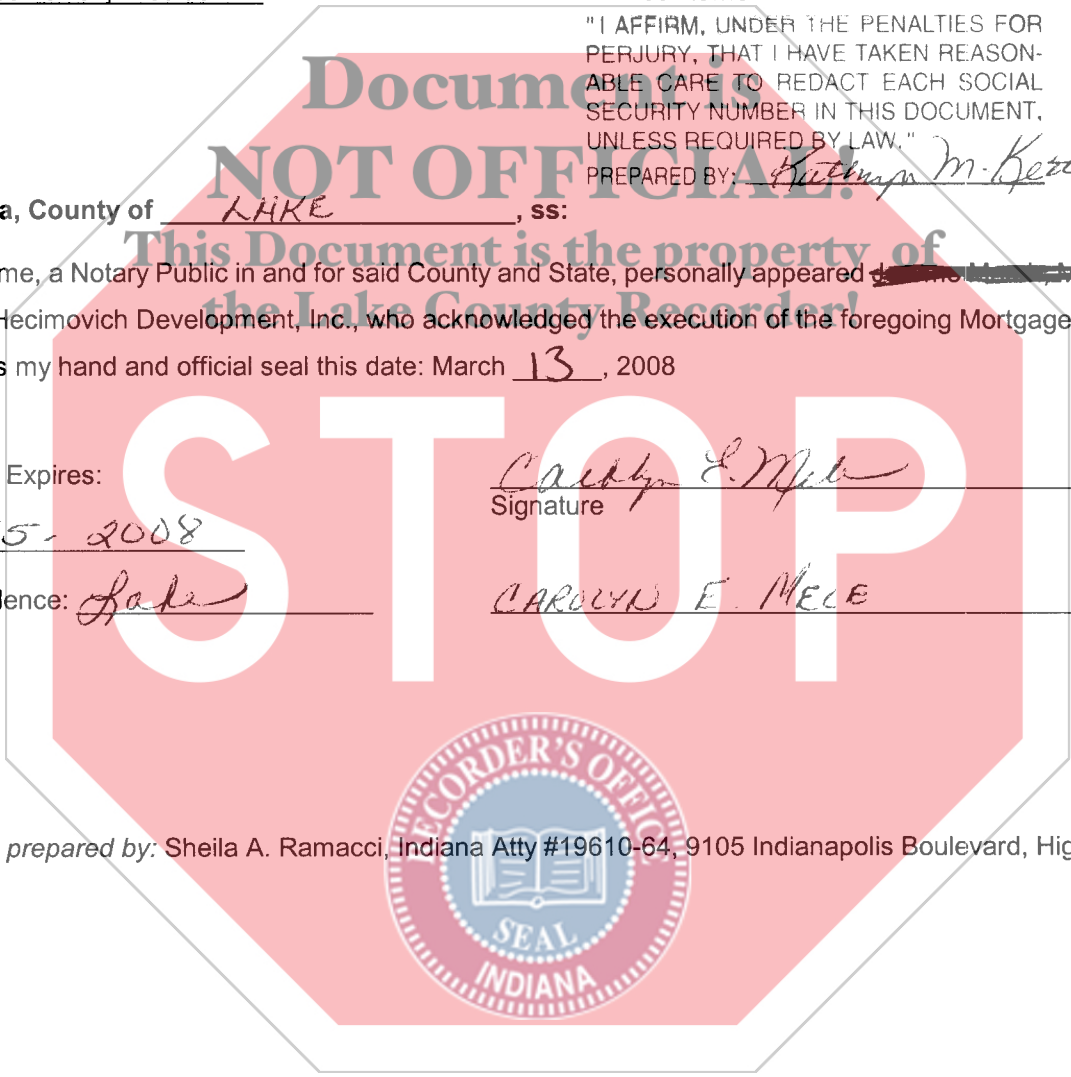 "I AFFIRM, UNDER THE PENALTIES FOR
PERJURY, THAT I HAVE TAKEN REASON-
ABLE CARE TO REDACT EACH SOCIAL
SECURITY NUMBER IN THIS DOCUMENT,
UNLESS REQUIRED BY LAW."
PREPARED BY: Kathryn M.
Document is
NOT OFFICIAL!
This Document is the property of
the Lake County Recorder!
a, County of LAKE, ss:
me, a Notary Public in and for said County and State, personally appeared
Hecimovich Development, Inc., who acknowledged the execution of the foregoing Mortgage
s my hand and official seal this date: March 13, 2008
STOP
Expires:
5- 2008
dence: Lake
Carolyn E. Mele
Signature
CAROLYN E. MELE
prepared by: Sheila A. Ramacci, Indiana Atty #19610-64, 9105 Indianapolis Boulevard, Hig
RECORDER'S OFFICE
SEAL
INDIANA